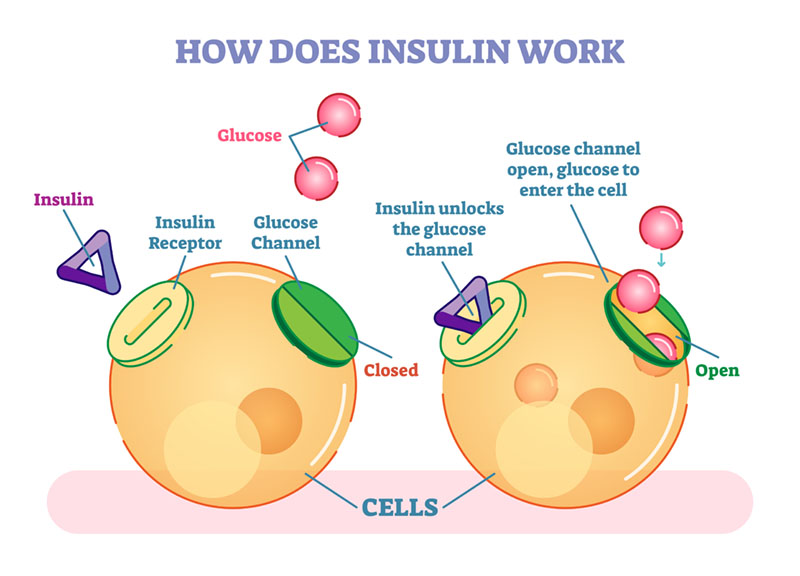 HOW DOES INSULIN WORK
Glucose
Insulin
Insulin
Receptor
Glucose
Channel
Closed
Insulin unlocks
the glucose
channel
Glucose channel
open, glucose to
enter the cell
Open
CELLS